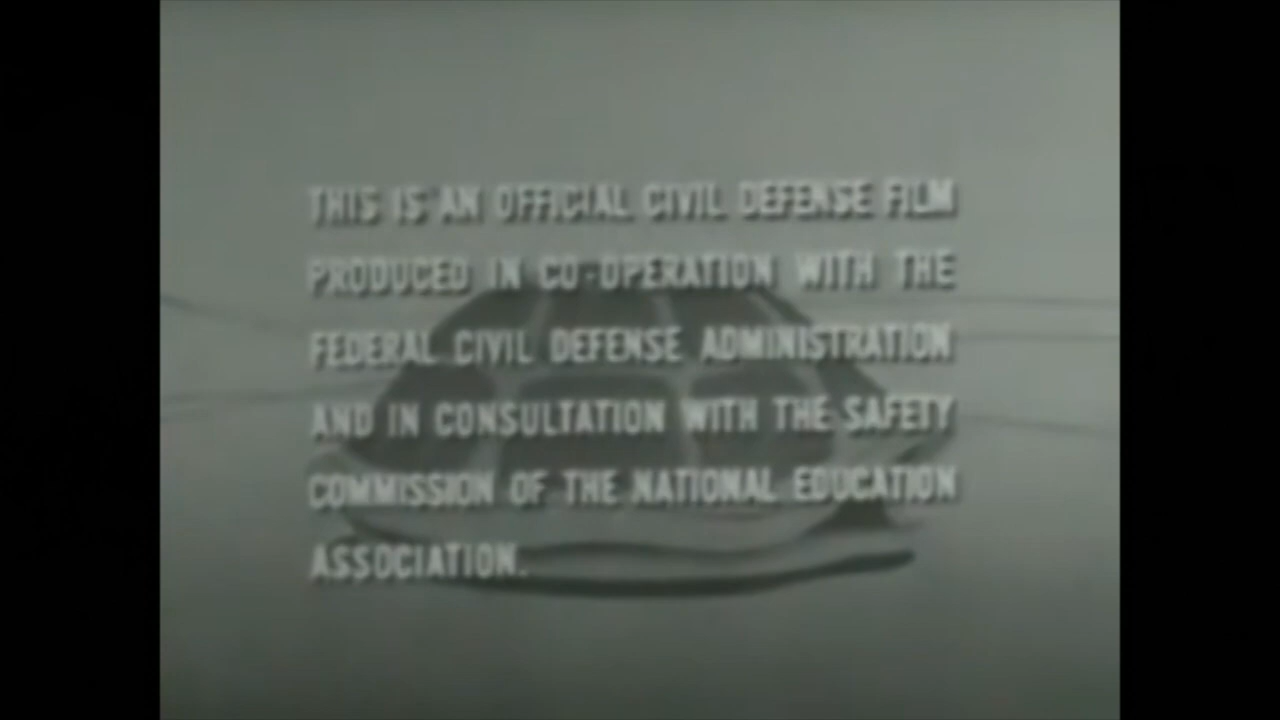 THIS IS AN OFFICIAL CIVIL DEFENSE FILM
PRODUCED IN CO-OPERATION WITH THE
FEDERAL CIVIL DEFENSE ADMINISTRATION
AND IN CONSULTATION WITH THE SAFETY
COMMISSION OF THE NATIONAL EDUCATION
ASSOCIATION.